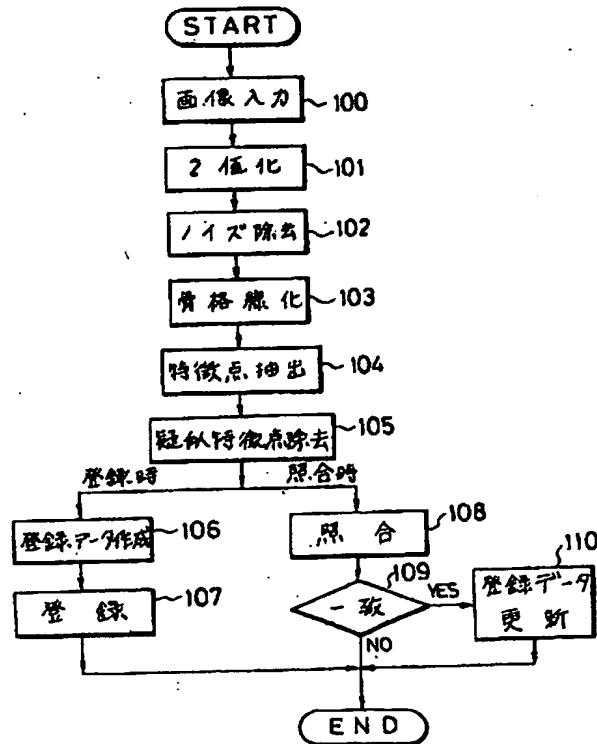 START
画像入力
100
2値化
101
ノイズ除去
102
骨格線化
103
特徴点抽出
104
疑似特徴点除去
105
登録時
照合時
登録データ作成
106
照合
108
登録
107
一致
109
YES
NO
110
登録データ
更新
END